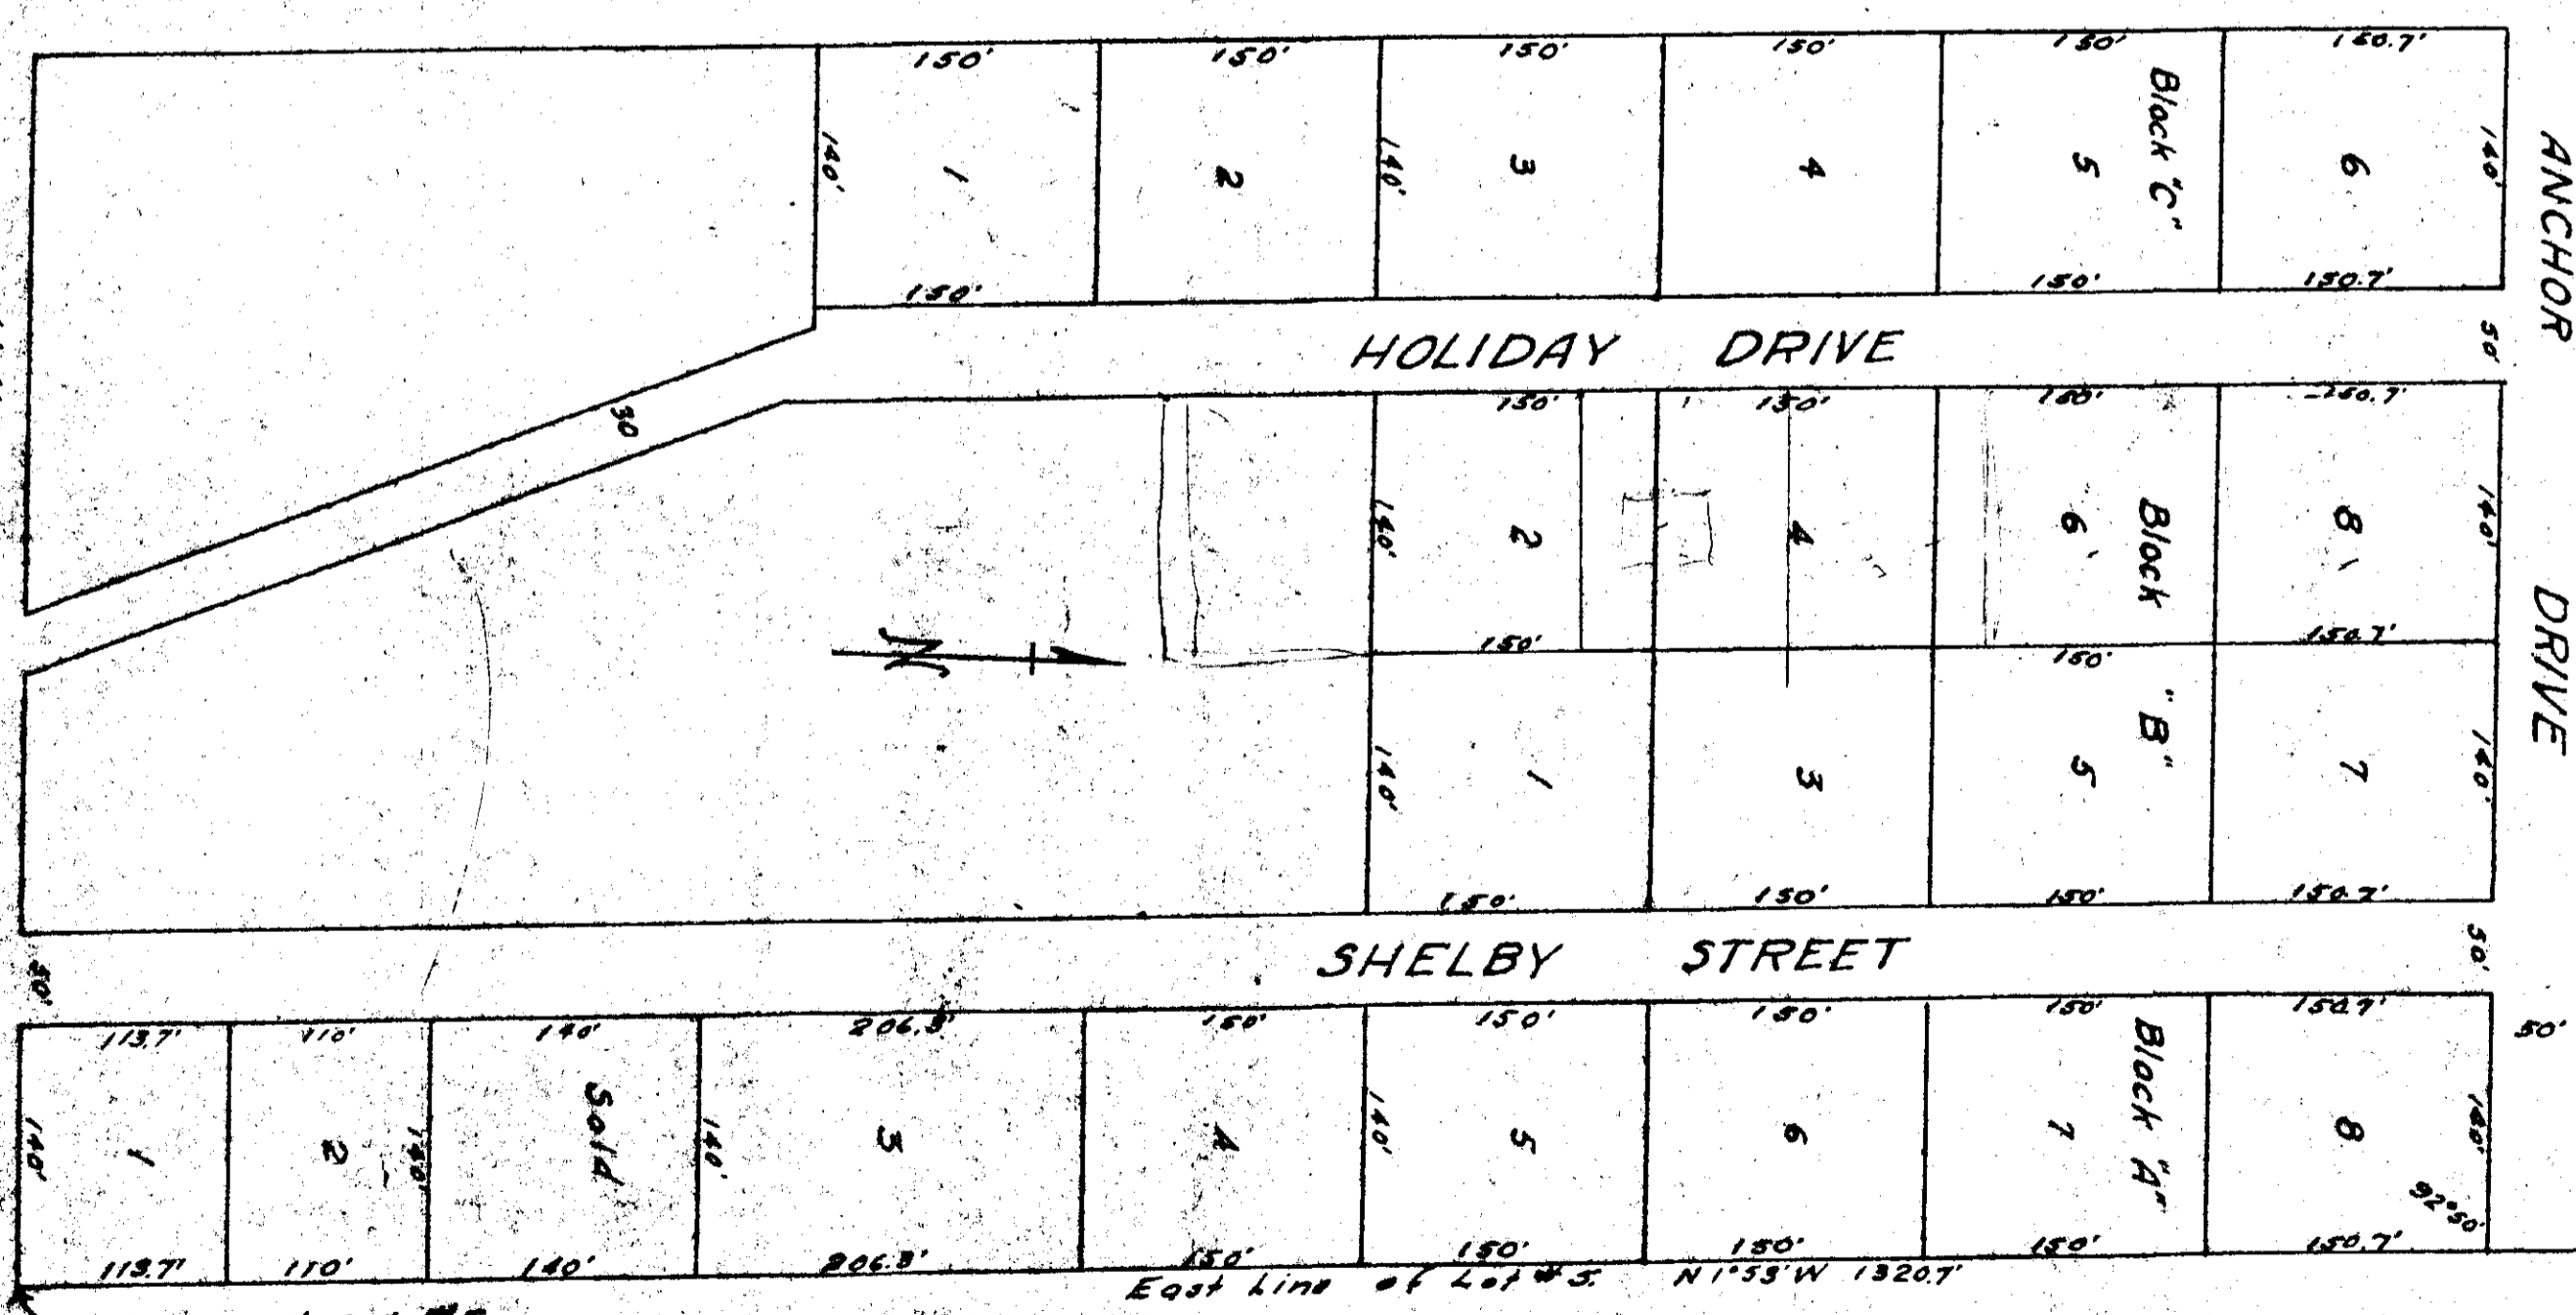 150' 150' 150' 150' 150' 150.7'
Block "C"
140' 1 2 140' 3 4 5 6 140'
150' 150' 150.7'
ANCHOR DRIVE
HOLIDAY DRIVE 50'
30
150' 150' 150' 150.7'
140' 2 4 6 8 140'
Block "B"
150' 150' 150.7'
N
140' 1 3 5 7 140'
150' 150' 150' 150.7'
SHELBY STREET
50' 50'
113.7' 110' 140' 206.3' 150' 150' 150' 150' 150.7' 50'
Block "A"
140' 1 2 140' Sold 140' 3 4 140' 5 6 7 8 140'
92°50'
113.7' 110' 140' 206.3' 150' 150' 150' 150' 150.7'
East Line of Lot #5. N 1°53' W 1320.7'